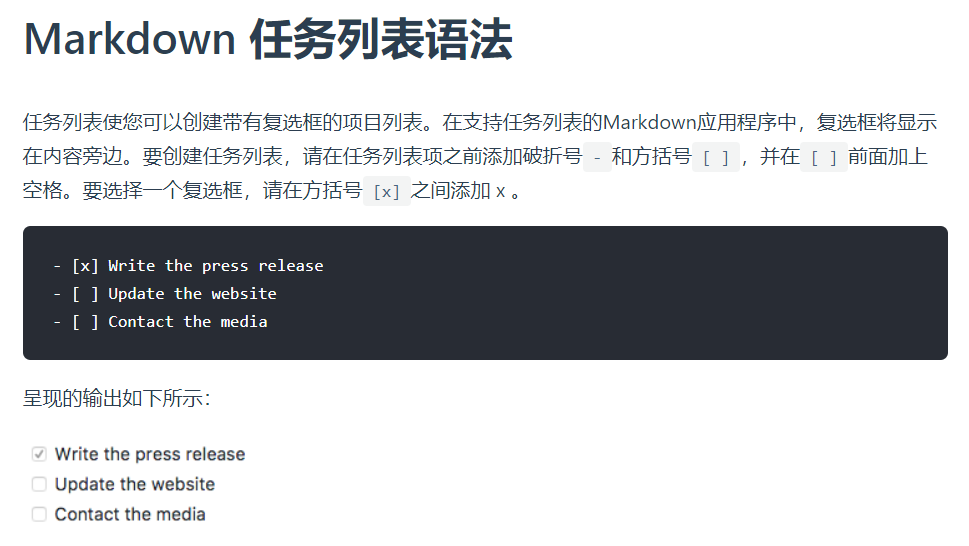 Markdown 任务列表语法
任务列表使您可以创建带有复选框的项目列表。在支持任务列表的Markdown应用程序中，复选框将显示
在内容旁边。要创建任务列表，请在任务列表项之前添加破折号 - 和方括号 [ ] ，并在 [ ] 前面加上
空格。要选择一个复选框，请在方括号 [x] 之间添加 x 。
- [x] Write the press release
- [ ] Update the website
- [ ] Contact the media
呈现的输出如下所示：
Write the press release
Update the website
Contact the media